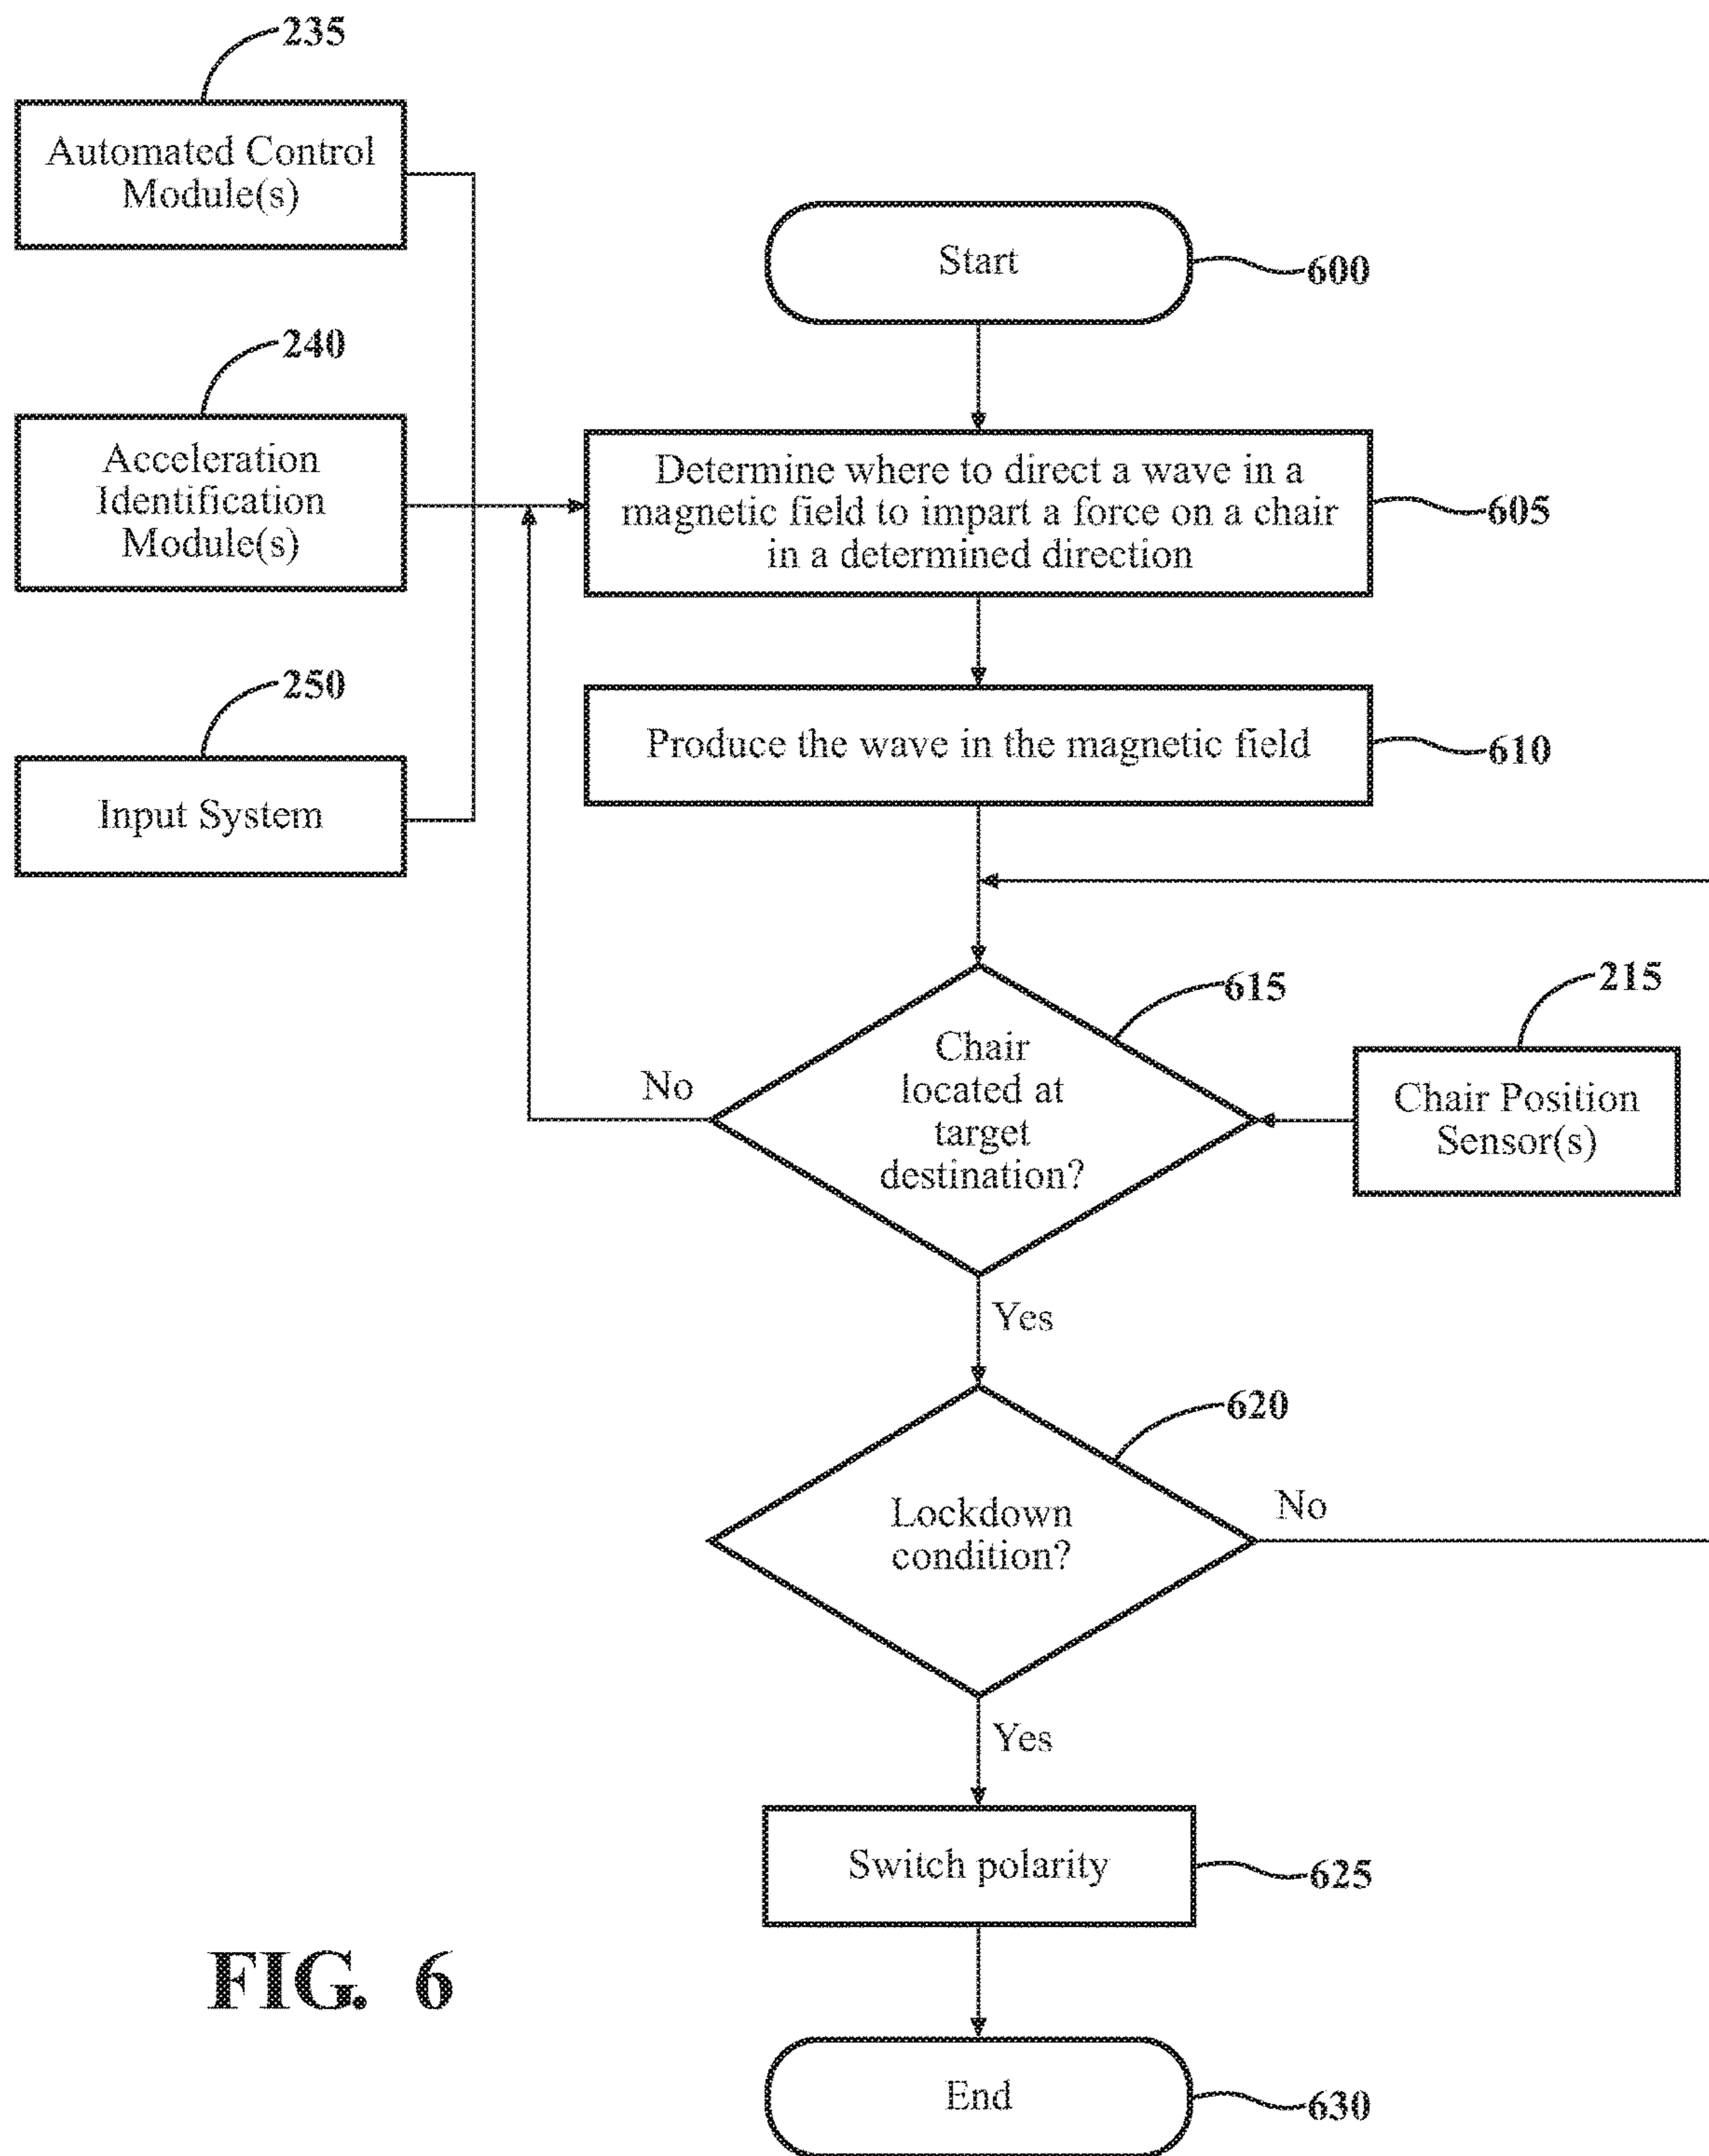 235
Automated Control
Module(s)
Start
600
240
Acceleration
Identification
Module(s)
Determine where to direct a wave in a
magnetic field to impart a force on a chair
in a determined direction
605
250
Input System
Produce the wave in the magnetic field
610
615
Chair
located at
target
destination?
No
215
Chair Position
Sensor(s)
Yes
620
Lockdown
condition?
No
Yes
Switch polarity
625
FIG. 6
End
630